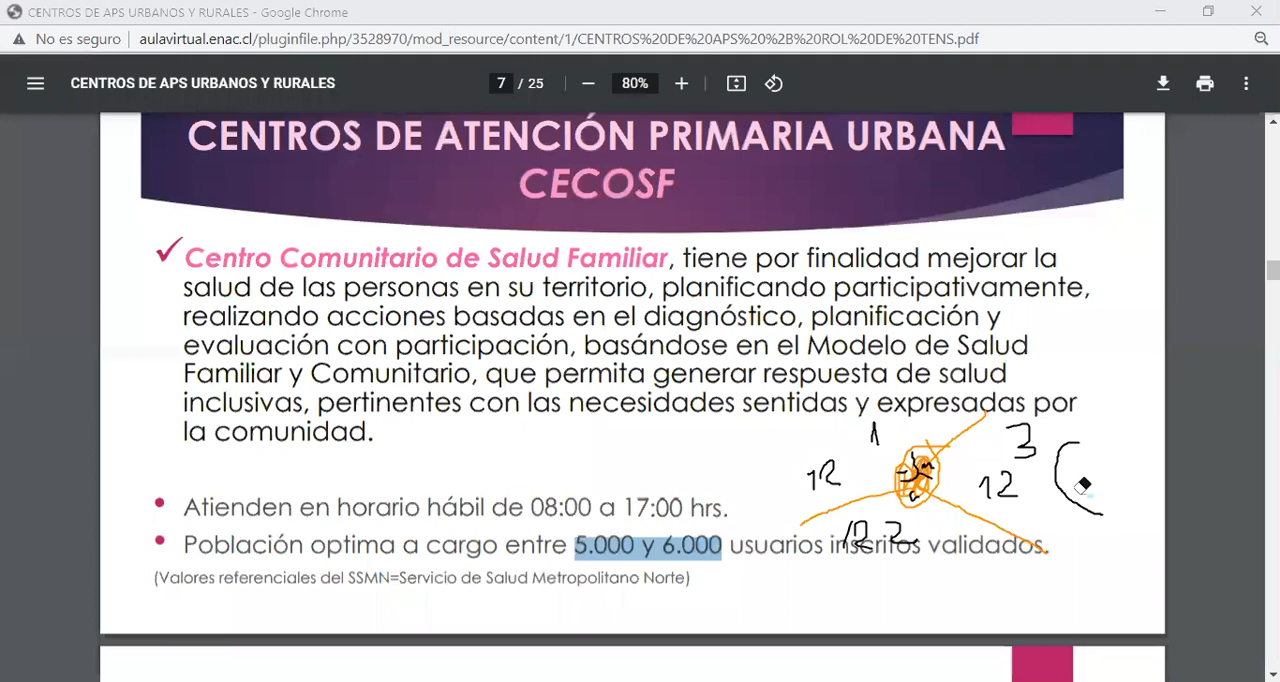 CENTROS DE APS URBANOS Y RURALES - Google Chrome
No es seguro | aulavirtual.enac.cl/pluginfile.php/3528970/mod_resource/content/1/CENTROS%20DE%20APS%20%2B%20ROL%20DE%20TENS.pdf
CENTROS DE APS URBANOS Y RURALES 7 / 25 80%
CENTROS DE ATENCIÓN PRIMARIA URBANA
CECOSF
Centro Comunitario de Salud Familiar, tiene por finalidad mejorar la
salud de las personas en su territorio, planificando participativamente,
realizando acciones basadas en el diagnóstico, planificación y
evaluación con participación, basándose en el Modelo de Salud
Familiar y Comunitario, que permita generar respuesta de salud
inclusivas, pertinentes con las necesidades sentidas y expresadas por
la comunidad.
1 3
12 12
• Atienden en horario hábil de 08:00 a 17:00 hrs.
12 2
• Población optima a cargo entre 5.000 y 6.000 usuarios inscritos validados.
(Valores referenciales del SSMN=Servicio de Salud Metropolitano Norte)